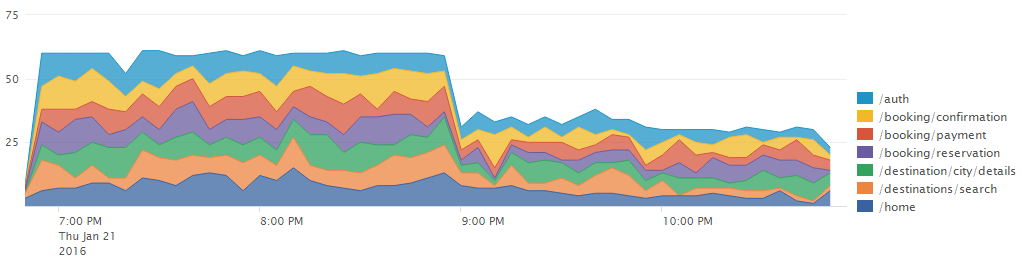 75
50
25
7:00 PM
Thu Jan 21
2016
8:00 PM
9:00 PM
10:00 PM
/auth
/booking/confirmation
/booking/payment
/booking/reservation
/destination/city/details
/destinations/search
/home